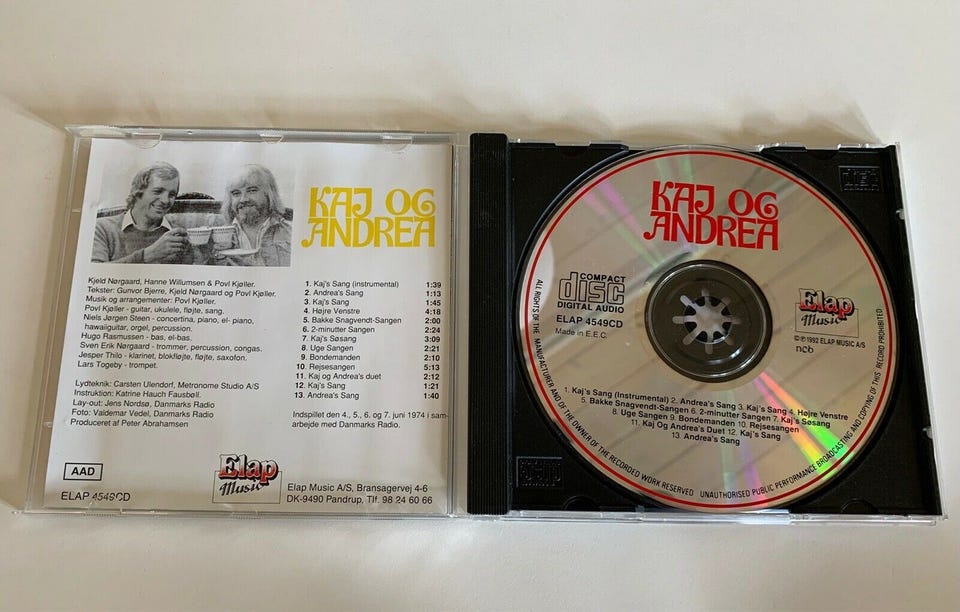 KAJ OG
ANDREA
Kjeld Nørgaard, Hanne Willumsen & Povl Kjøller.
Tekster: Gunvor Bjerre, Kjeld Nørgaard og Povl Kjøller.
Musik og arrangementer: Povl Kjøller.
Povl Kjøller - guitar, ukulele, fløjte, sang.
Niels Jørgen Steen - concertina, piano, el- piano,
hawaiiguitar, orgel, percussion.
Hugo Rasmussen - bas, el-bas.
Sven Erik Nørgaard - trommer, percussion, congas.
Jesper Thilo - klarinet, blokfløjte, fløjte, saxofon.
Lars Togeby - trompet.
Lydteknik: Carsten Ulendorf, Metronome Studio A/S
Instruktion: Katrine Hauch Fausbøll.
Lay-out: Jens Nordsø, Danmarks Radio
Foto: Valdemar Vedel, Danmarks Radio
Produceret af Peter Abrahamsen
1. Kaj's Sang (instrumental) 1:39
2. Andrea's Sang 1:13
3. Kaj's Sang 1:45
4. Højre Venstre 4:18
5. Bakke Snagvendt-Sangen 2:00
6. 2-minutter Sangen 2:24
7. Kaj's Søsang 3:09
8. Uge Sangen 2:21
9. Bondemanden 2:10
10. Rejsesangen 5:13
11. Kaj og Andrea's duet 2:12
12. Kaj's Sang 1:21
13. Andrea's Sang 1:40
Indspillet den 4., 5., 6. og 7. juni 1974 i sam-
arbejde med Danmarks Radio.
AAD
ELAP 4549CD
Elap
Music
Elap Music A/S, Bransagervej 4-6
DK-9490 Pandrup, Tlf. 98 24 60 66
KAJ OG
ANDREA
COMPACT
disc
DIGITAL AUDIO
ELAP 4549CD
Made in E.E.C.
Elap
Music
© ℗ 1992 ELAP MUSIC A/S
ncb
1. Kaj's Sang (Instrumental) 2. Andrea's Sang 3. Kaj's Sang 4. Højre Venstre
5. Bakke Snagvendt-Sangen 6. 2-minutter Sangen 7. Kaj's Søsang
8. Uge Sangen 9. Bondemanden 10. Rejsesangen
11. Kaj Og Andrea's Duet 12. Kaj's Sang
13. Andrea's Sang
ALL RIGHTS OF THE MANUFACTURER AND OF THE OWNER OF THE RECORDED WORK RESERVED UNAUTHORISED PUBLIC PERFORMANCE BROADCASTING AND COPYING OF THIS RECORD PROHIBITED